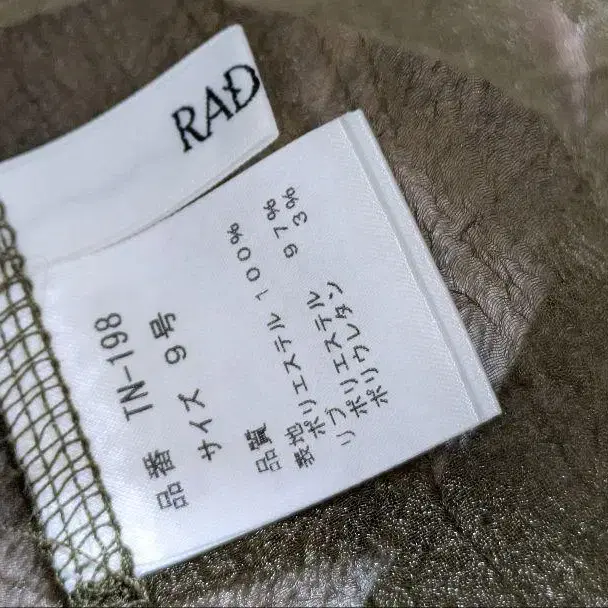 RAD
品番 TN-198
サイズ 9号
品質
表地 ポリエステル 100%
リブ ポリエステル 97%
ポリウレタン 3%